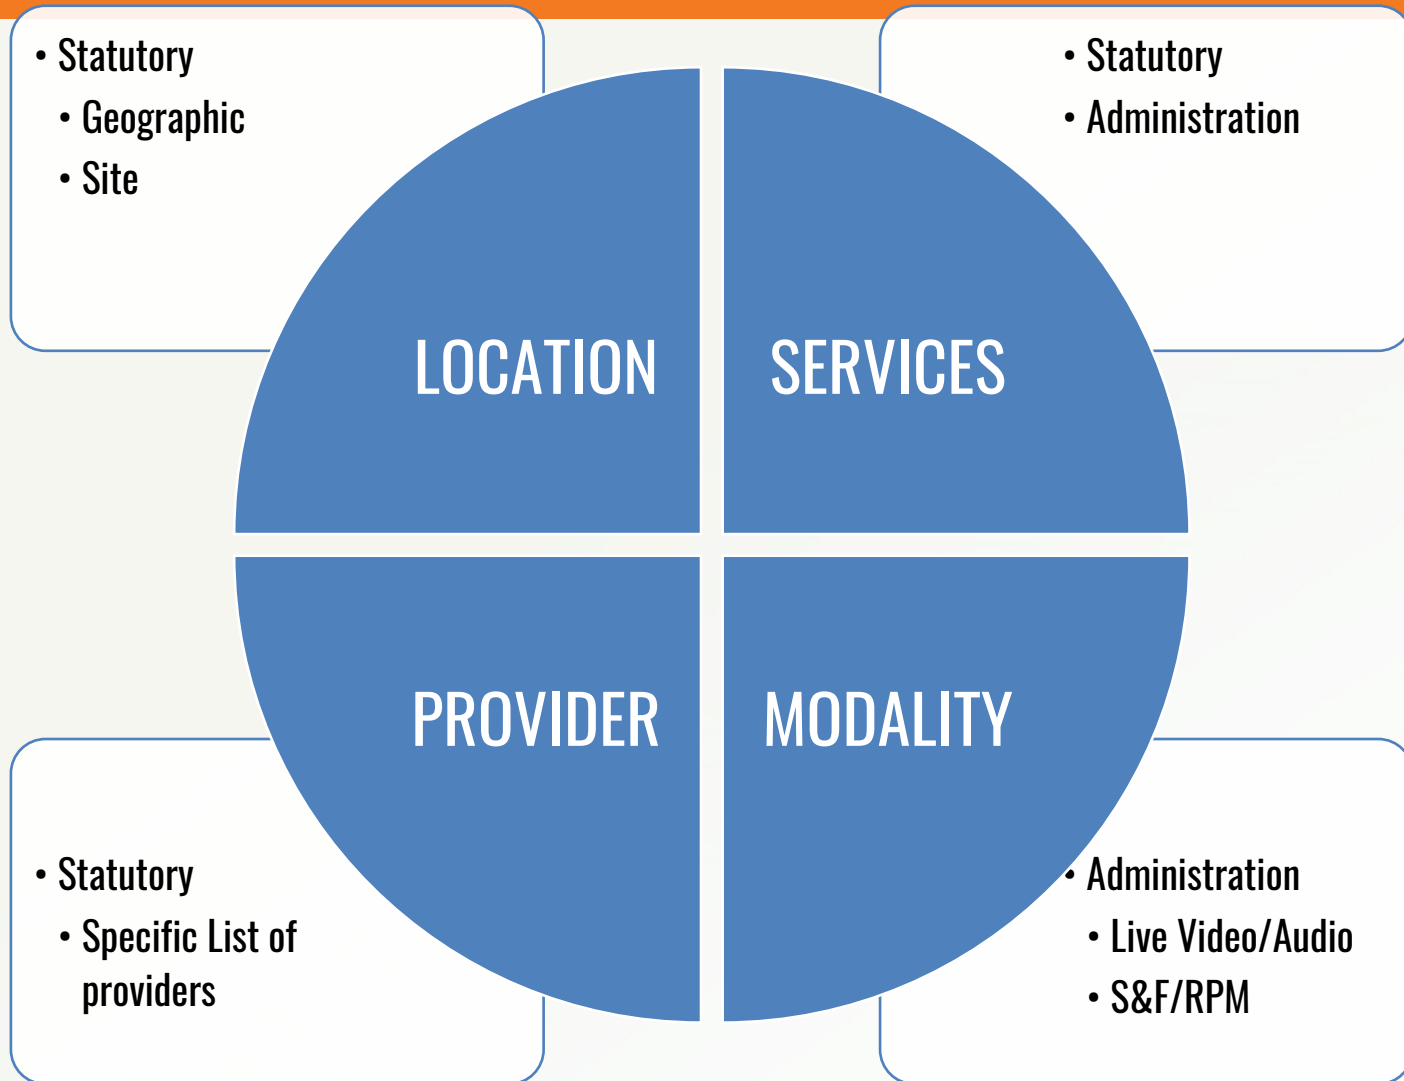 • Statutory
• Geographic
• Site
• Statutory
• Administration
LOCATION
SERVICES
PROVIDER
MODALITY
• Statutory
• Specific List of
providers
• Administration
• Live Video/Audio
• S&F/RPM